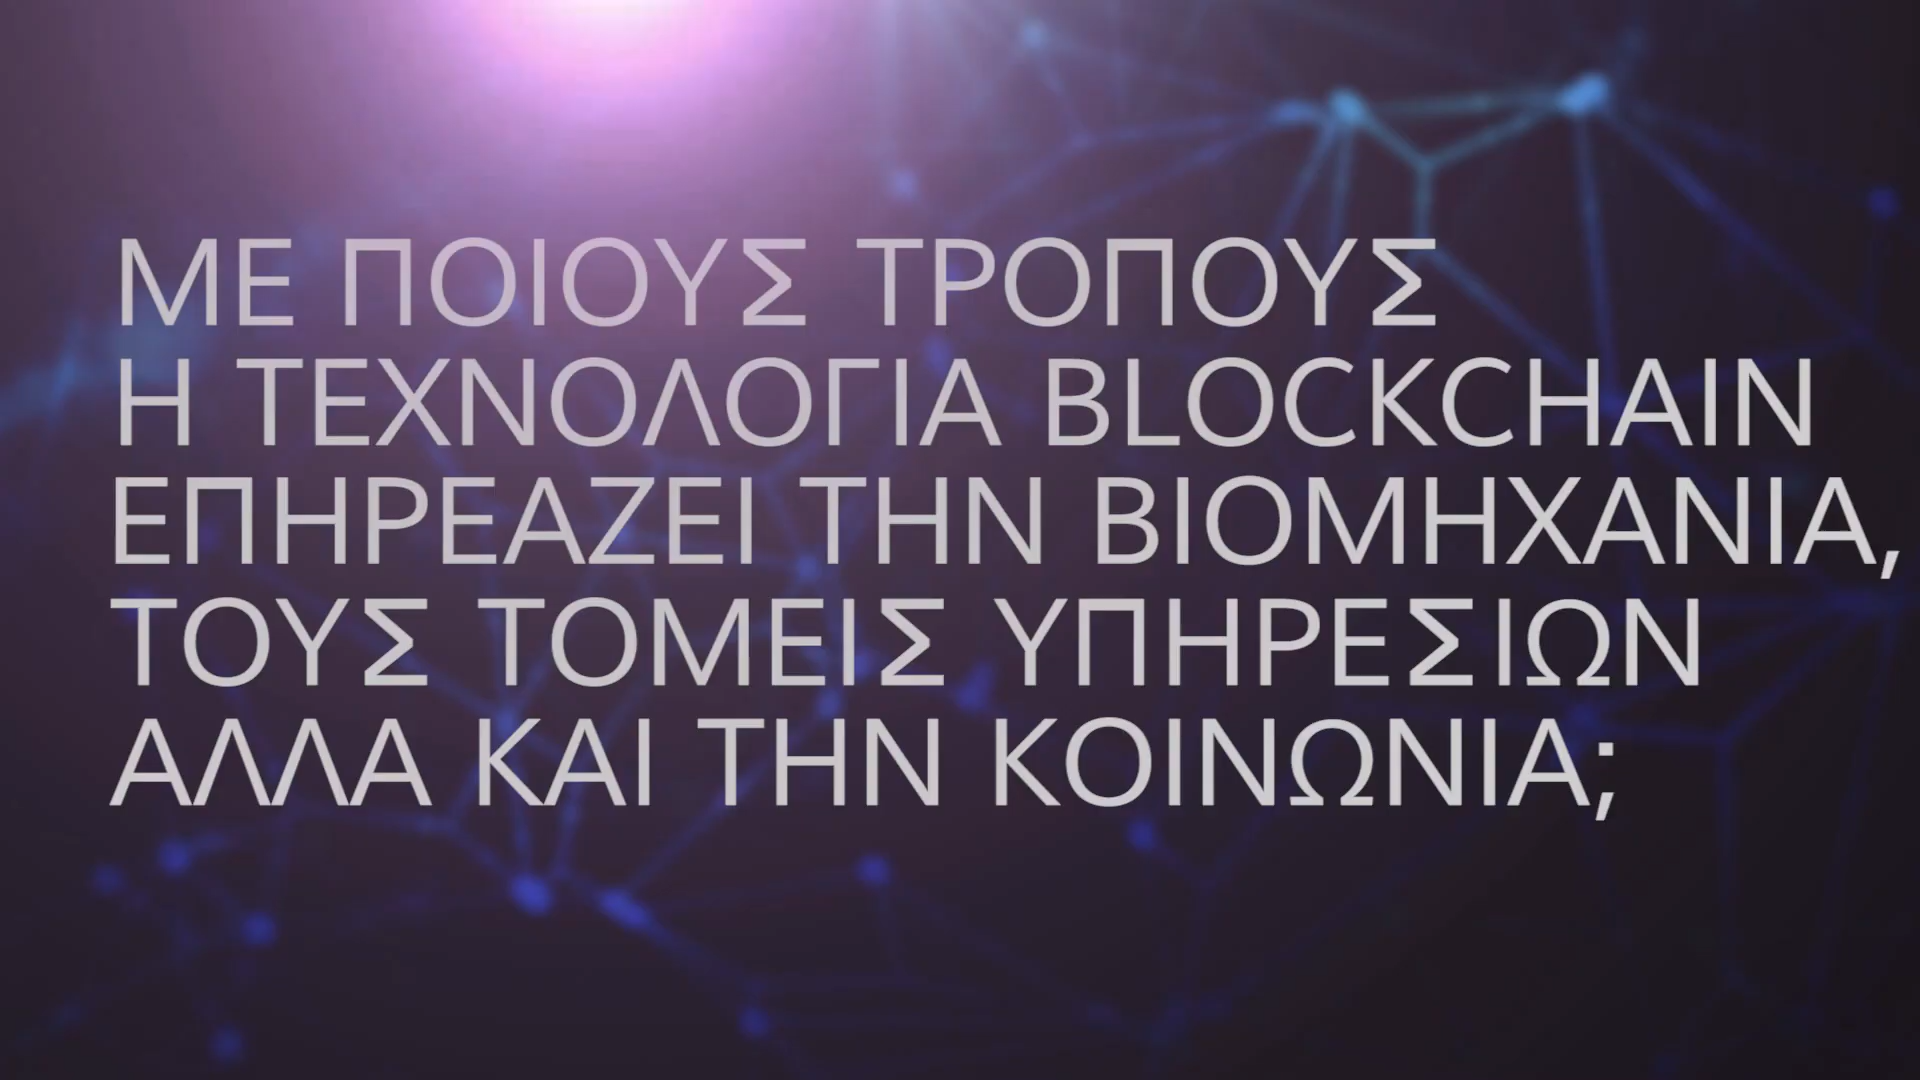 ΜΕ ΠΟΙΟΥΣ ΤΡΟΠΟΥΣ
Η ΤΕΧΝΟΛΟΓΙΑ BLOCKCHAIN
ΕΠΗΡΕΑΖΕΙ ΤΗΝ ΒΙΟΜΗΧΑΝΙΑ,
ΤΟΥΣ ΤΟΜΕΙΣ ΥΠΗΡΕΣΙΩΝ
ΑΛΛΑ ΚΑΙ ΤΗΝ ΚΟΙΝΩΝΙΑ;